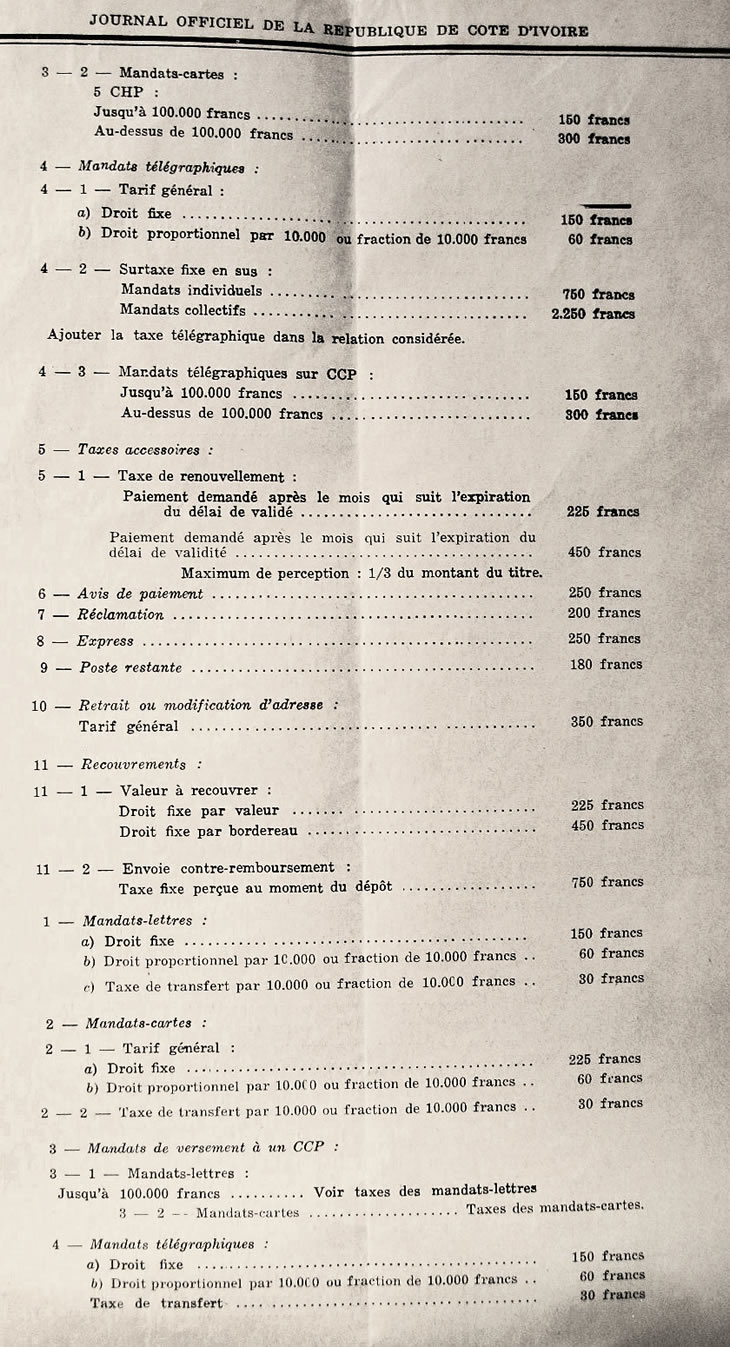 JOURNAL OFFICIEL DE LA REPUBLIQUE DE COTE D'IVOIRE
3 — 2 — Mandats-cartes :
5 CHP :
Jusqu'à 100.000 francs .......................................... 150 francs
Au-dessus de 100.000 francs .......................... 300 francs
4 — Mandats télégraphiques :
4 — 1 — Tarif général :
a) Droit fixe .................................................. 150 francs
b) Droit proportionnel par 10.000 ou fraction de 10.000 francs 60 francs
4 — 2 — Surtaxe fixe en sus :
Mandats individuels ...................................... 750 francs
Mandats collectifs ........................................ 2.250 francs
Ajouter la taxe télégraphique dans la relation considérée.
4 — 3 — Mandats télégraphiques sur CCP :
Jusqu'à 100.000 francs .................................. 150 francs
Au-dessus de 100.000 francs ............................ 300 francs
5 — Taxes accessoires :
5 — 1 — Taxe de renouvellement :
Paiement demandé après le mois qui suit l'expiration
du délai de validé .................................. 225 francs
Paiement demandé après le mois qui suit l'expiration du
délai de validité ........................................ 450 francs
Maximum de perception : 1/3 du montant du titre.
6 — Avis de paiement ............................................ 250 francs
7 — Réclamation .................................................. 200 francs
8 — Express ...................................................... 250 francs
9 — Poste restante ................................................ 180 francs
10 — Retrait ou modification d'adresse :
Tarif général ................................................ 350 francs
11 — Recouvrements :
11 — 1 — Valeur à recouvrer :
Droit fixe par valeur .................................. 225 francs
Droit fixe par bordereau ................................ 450 francs
11 — 2 — Envoie contre-remboursement :
Taxe fixe perçue au moment du dépôt .................. 750 francs
1 — Mandats-lettres :
a) Droit fixe .................................................. 150 francs
b) Droit proportionnel par 10.000 ou fraction de 10.000 francs .. 60 francs
c) Taxe de transfert par 10.000 ou fraction de 10.000 francs .. 30 francs
2 — Mandats-cartes :
2 — 1 — Tarif général :
a) Droit fixe .................................................. 225 francs
b) Droit proportionnel par 10.000 ou fraction de 10.000 francs .. 60 francs
2 — 2 — Taxe de transfert par 10.000 ou fraction de 10.000 francs .. 30 francs
3 — Mandats de versement à un CCP :
3 — 1 — Mandats-lettres :
Jusqu'à 100.000 francs .......... Voir taxes des mandats-lettres
3 — 2 -- Mandats-cartes .................... Taxes des mandats-cartes.
4 — Mandats télégraphiques :
a) Droit fixe .................................................. 150 francs
b) Droit proportionnel par 10.000 ou fraction de 10.000 francs .. 60 francs
Taxe de transfert ............................................ 30 francs